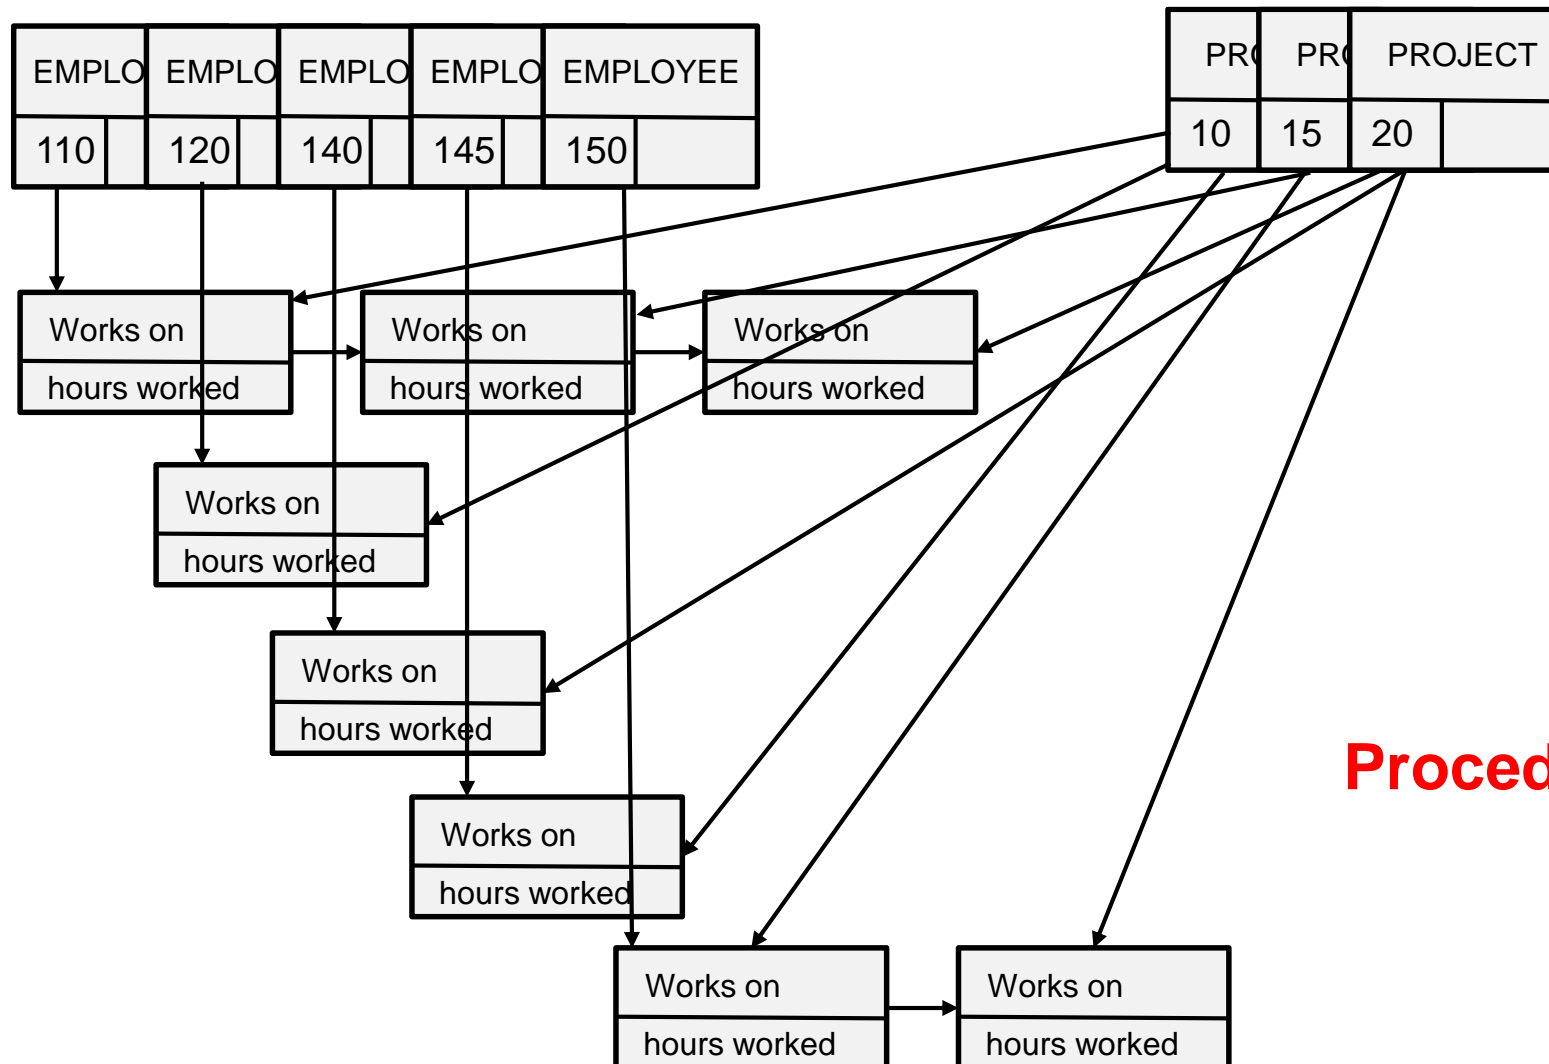 EMPLO EMPLO EMPLO EMPLO EMPLOYEE
110 120 140 145 150
PRO PRO PROJECT
10 15 20
Works on Works on Works on
hours worked hours worked hours worked
Works on
hours worked
Works on
hours worked
Proced
Works on
hours worked
Works on Works on
hours worked hours worked